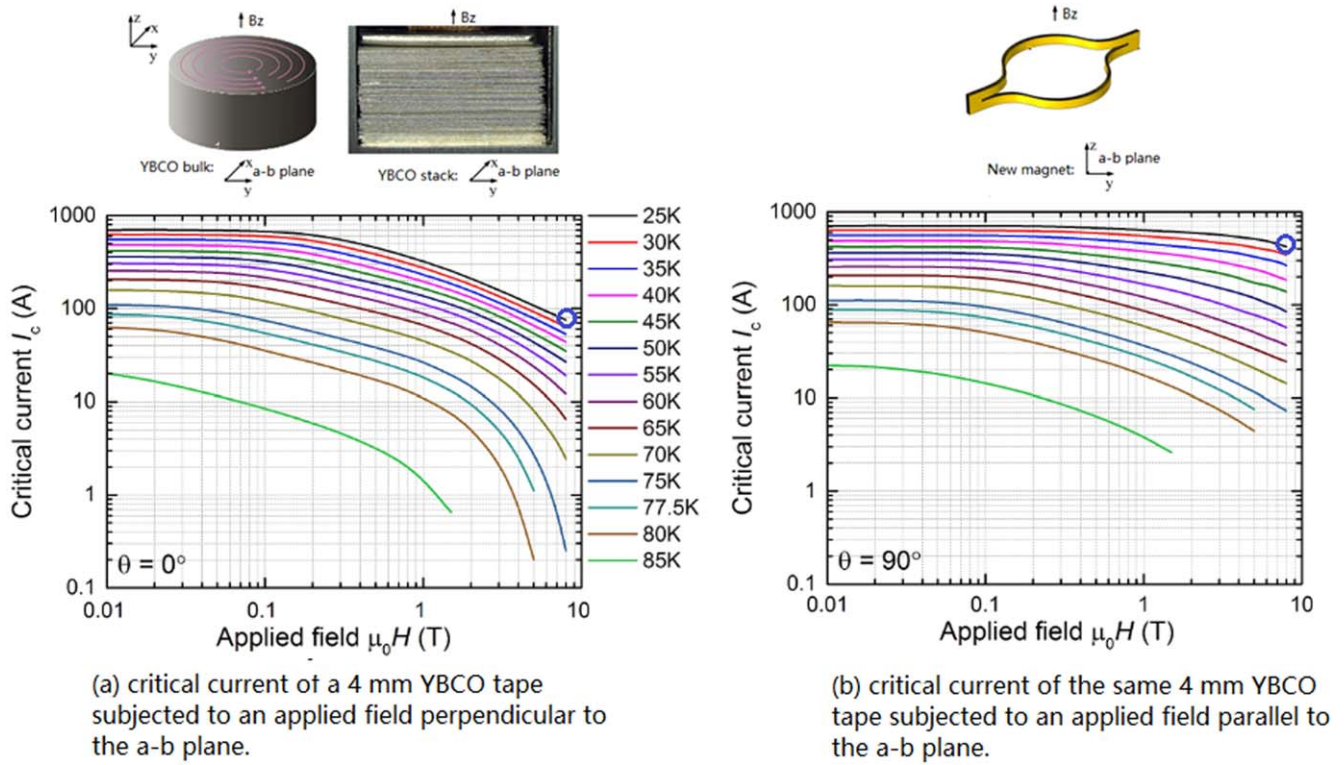 z
x
y
Bz
Bz
YBCO bulk:
x
a-b plane
y
YBCO stack:
x
a-b plane
y
1000
100
10
1
0.1
Critical current Ic (A)
θ = 0°
0.01
0.1
1
10
Applied field μ0H (T)
25K
30K
35K
40K
45K
50K
55K
60K
65K
70K
75K
77.5K
80K
85K
(a) critical current of a 4 mm YBCO tape
subjected to an applied field perpendicular to
the a-b plane.
Bz
New magnet:
z
a-b plane
y
1000
100
10
1
0.1
Critical current Ic (A)
θ = 90°
0.01
0.1
1
10
Applied field μ0H (T)
(b) critical current of the same 4 mm YBCO
tape subjected to an applied field parallel to
the a-b plane.